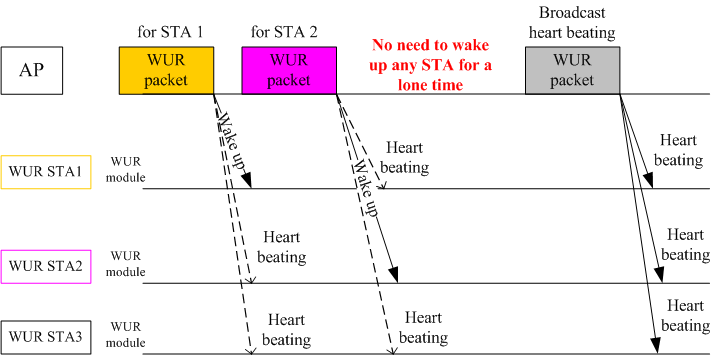 for STA 1
for STA 2
Broadcast
heart beating
AP
WUR
packet
WUR
packet
No need to wake
up any STA for a
lone time
WUR
packet
Wake up
Wake up
Heart
beating
Heart
beating
WUR STA1
WUR
module
Heart
beating
Heart
beating
WUR STA2
WUR
module
Heart
beating
Heart
beating
Heart
beating
WUR STA3
WUR
module